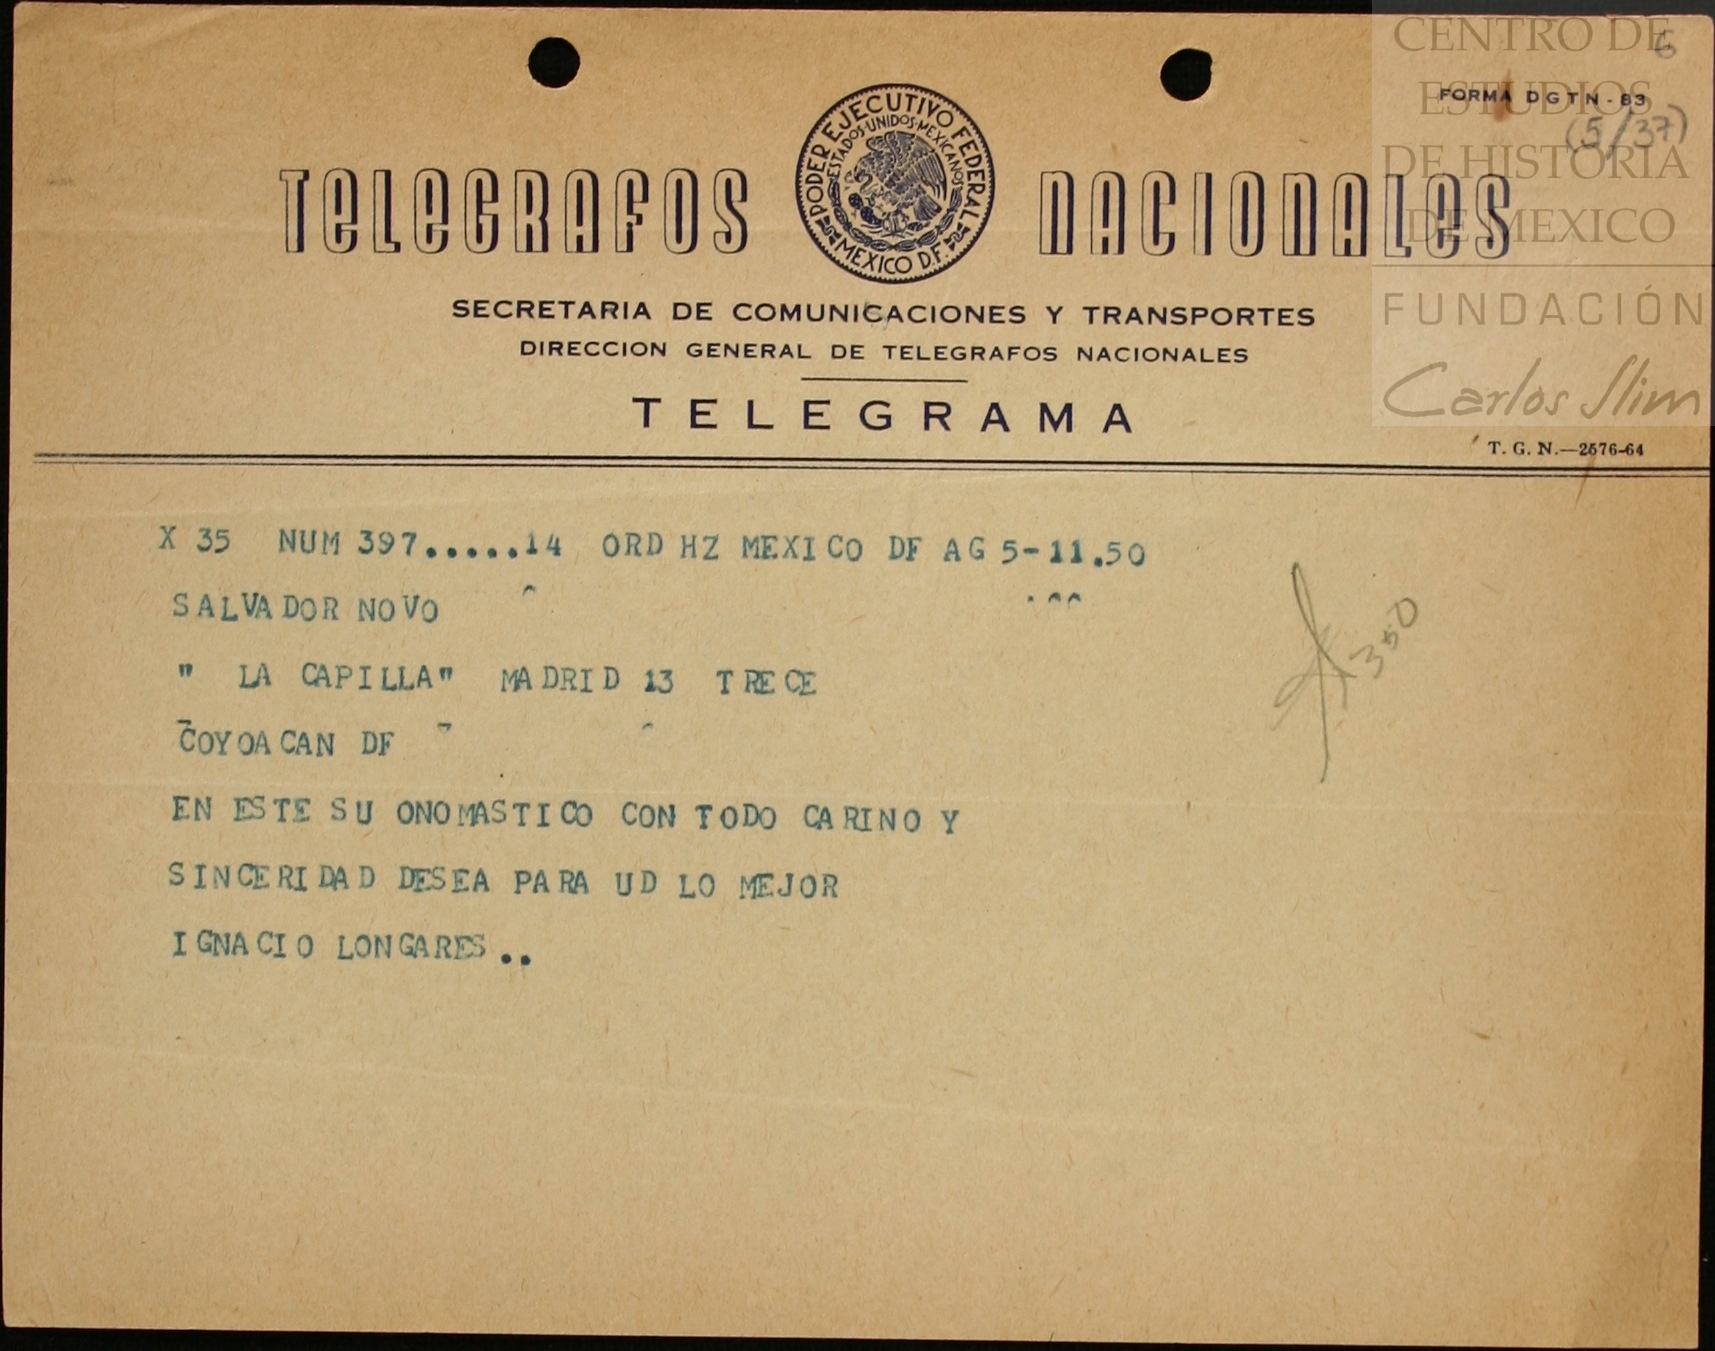 CENTRO DE
ESTUDIOS
DE HISTORIA
DE MEXICO
FUNDACIÓN
Carlos Slim
6
FORMA DGTN-83
(5/37)
TELEGRAFOS NACIONALES
PODER EJECUTIVO FEDERAL
ESTADOS·UNIDOS·MEXICANOS
MEXICO D.F.
SECRETARIA DE COMUNICACIONES Y TRANSPORTES
DIRECCION GENERAL DE TELEGRAFOS NACIONALES
TELEGRAMA
T. G. N.—2576-64
X 35 NUM 397.....14 ORD HZ MEXICO DF AG 5-11.50
SALVADOR NOVO
" LA CAPILLA" MADRID 13 TRECE
COYOACAN DF
EN ESTE SU ONOMASTICO CON TODO CARINO Y
SINCERIDAD DESEA PARA UD LO MEJOR
IGNACIO LONGARES..